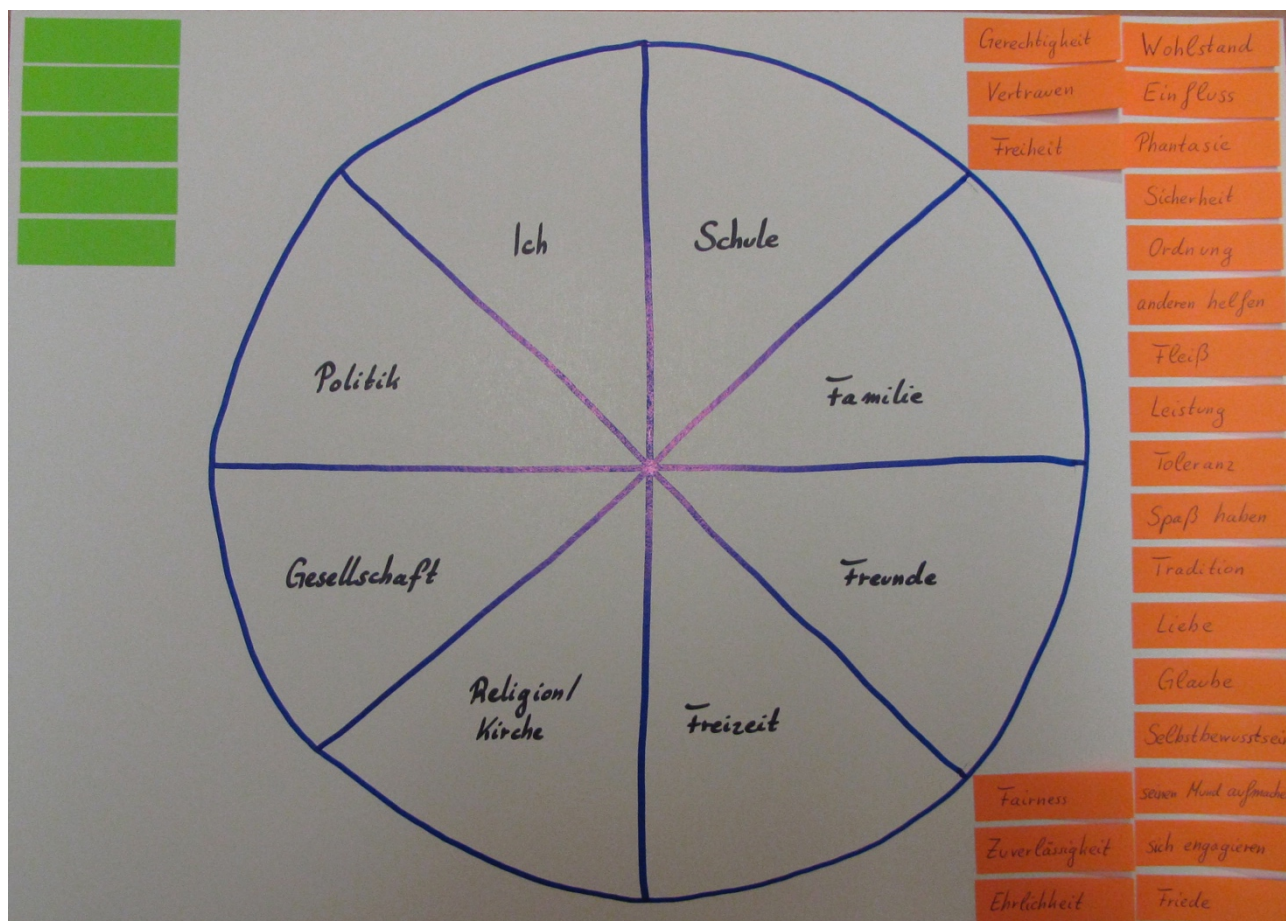 Gerechtigkeit
Wohlstand
Vertrauen
Einfluss
Freiheit
Phantasie
Sicherheit
Ordnung
anderen helfen
Fleiß
Leistung
Toleranz
Spaß haben
Tradition
Liebe
Glaube
Selbstbewusstsei
Fairness
seinen Mund aufmache
Zuverlässigkeit
sich engagieren
Ehrlichkeit
Friede
Ich
Schule
Politik
Familie
Gesellschaft
Freunde
Religion/
Kirche
Freizeit